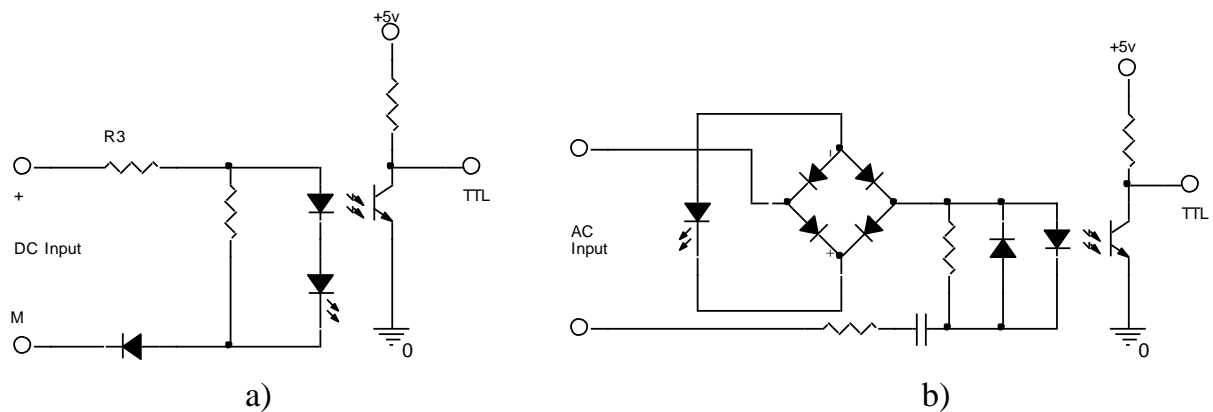 +5v
R3
+
TTL
DC Input
M
0
a)
+5v
-
TTL
AC
Input
+
0
b)